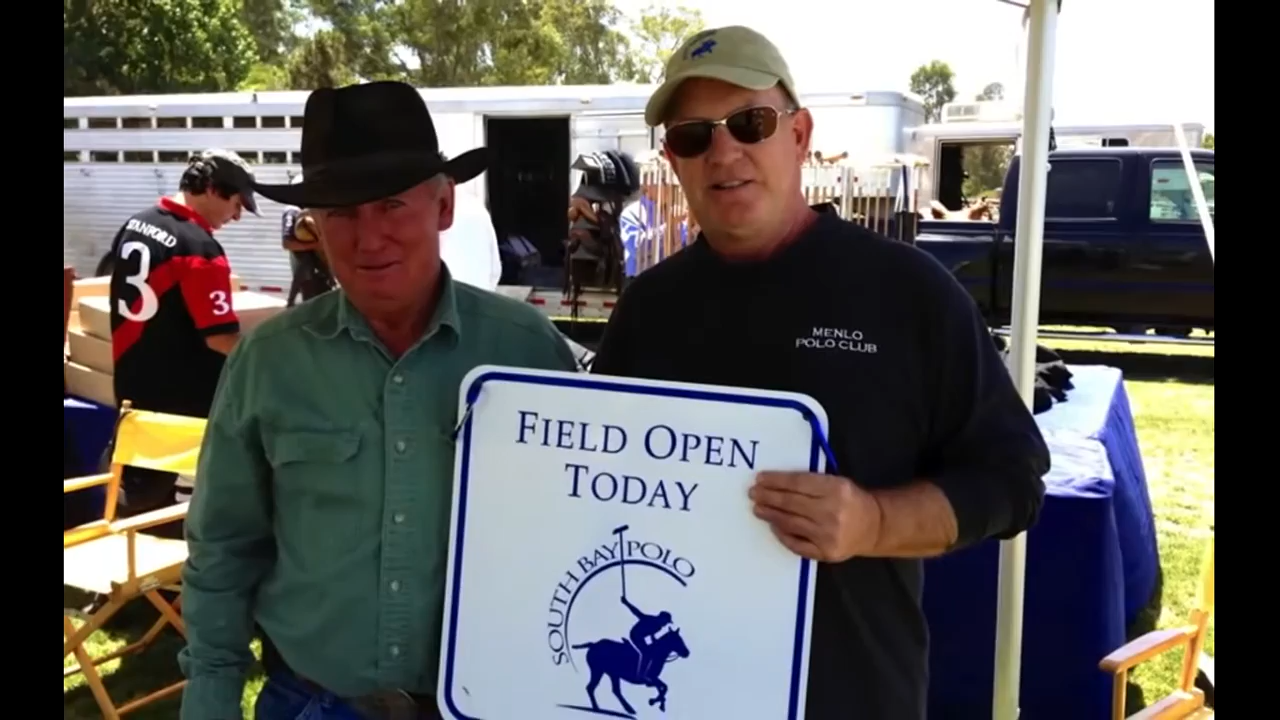 STANFORD
3
3
MENLO
POLO CLUB
FIELD OPEN
TODAY
SOUTH BAY POLO